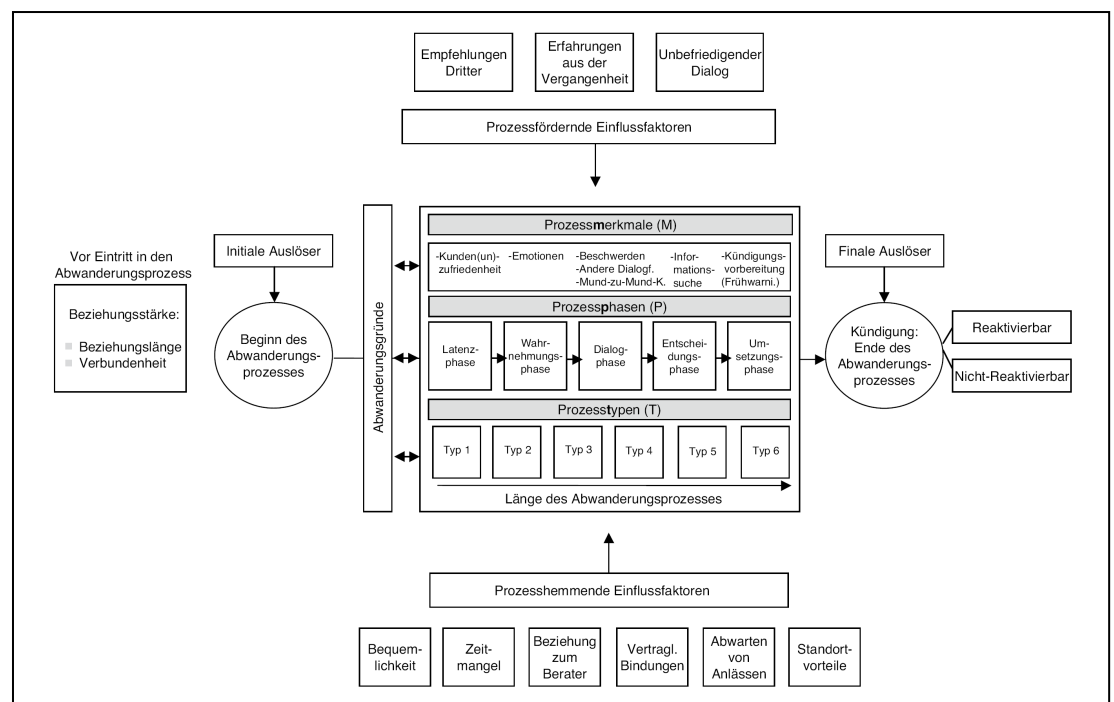 Empfehlungen
Dritter
Erfahrungen
aus der
Vergangenheit
Unbefriedigender
Dialog
Prozessfördernde Einflussfaktoren
Vor Eintritt in den
Abwanderungsprozess
Beziehungsstärke:
Beziehungslänge
Verbundenheit
Initiale Auslöser
Beginn des
Abwanderungs-
prozesses
Abwanderungsgründe
Prozessmerkmale (M)
-Kunden(un)-
zufriedenheit
-Emotionen
-Beschwerden
-Andere Dialogf.
-Mund-zu-Mund-K.
-Infor-
mations-
suche
-Kündigungs-
vorbereitung
(Frühwarni.)
Prozessphasen (P)
Latenz-
phase
Wahr-
nehmungs-
phase
Dialog-
phase
Entschei-
dungs-
phase
Um-
setzungs-
phase
Prozesstypen (T)
Typ 1
Typ 2
Typ 3
Typ 4
Typ 5
Typ 6
Länge des Abwanderungsprozesses
Finale Auslöser
Kündigung:
Ende des
Abwanderungs-
prozesses
Reaktivierbar
Nicht-Reaktivierbar
Prozesshemmende Einflussfaktoren
Bequem-
lichkeit
Zeit-
mangel
Beziehung
zum
Berater
Vertragl.
Bindungen
Abwarten
von
Anlässen
Standort-
vorteile